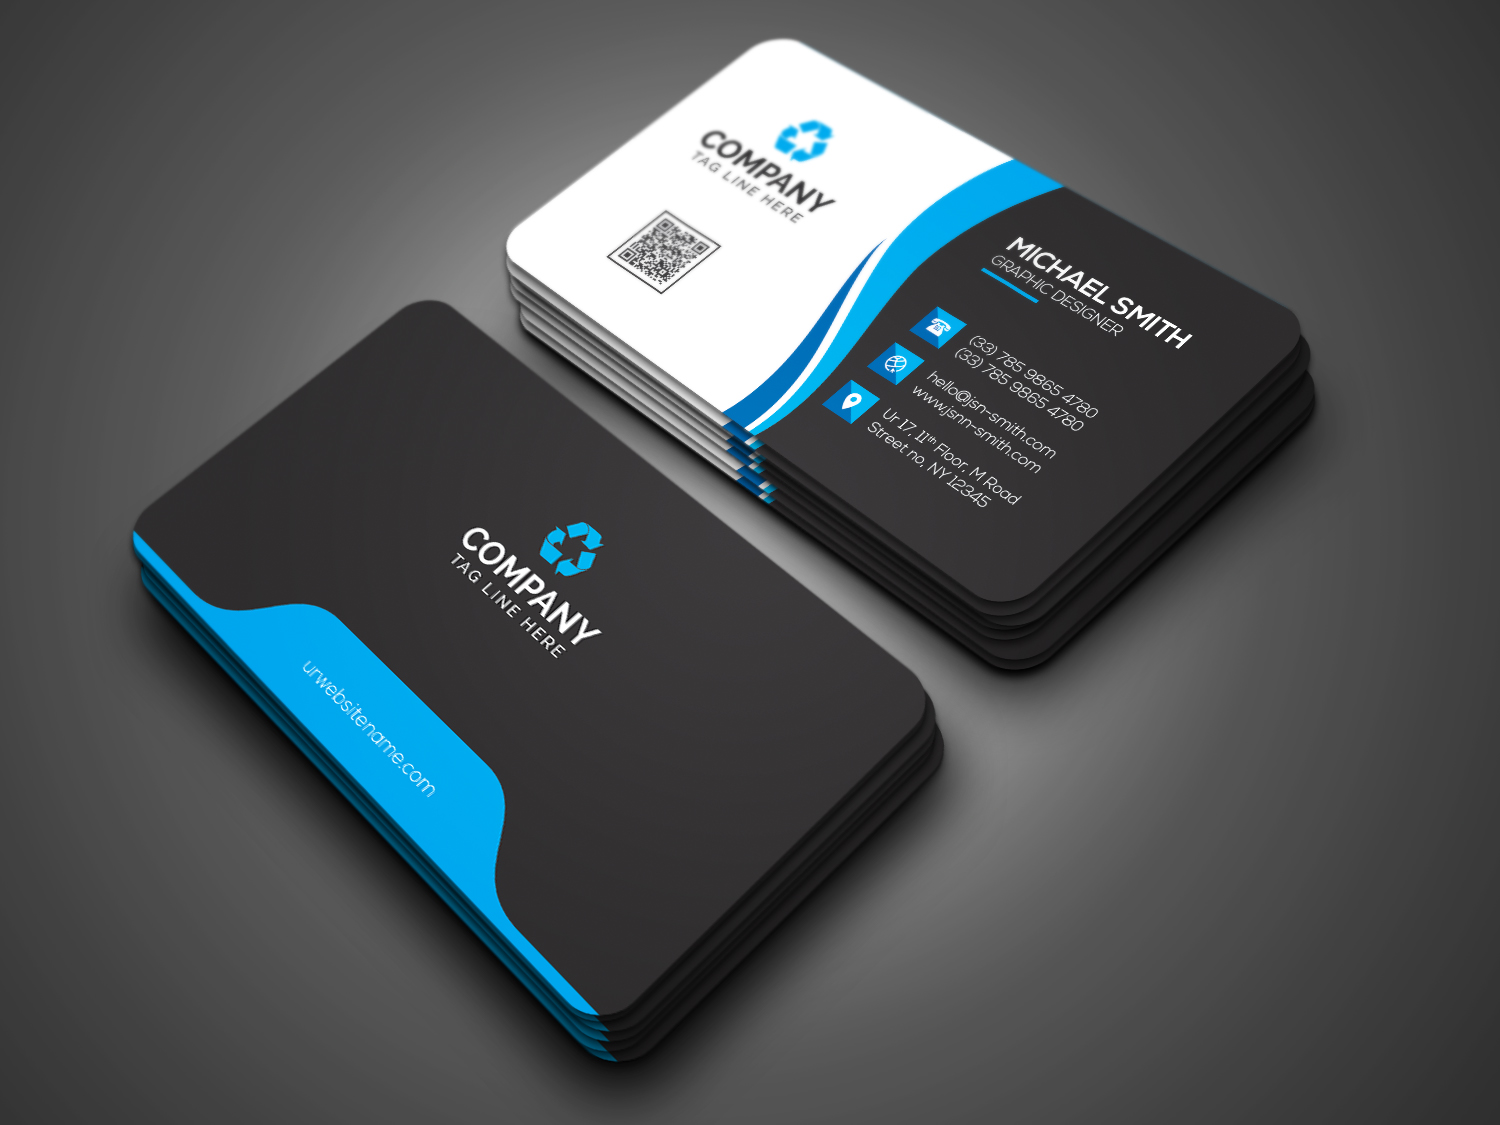 COMPANY
TAG LINE HERE
MICHAEL SMITH
GRAPHIC DESIGNER
(33) 785 9865 4780
(33) 785 9865 4780
hello@jsn-smith.com
www.jsnn-smith.com
Ur 17, 11th Floor, M Road
Street no, NY 12345
COMPANY
TAG LINE HERE
urwebsitename.com